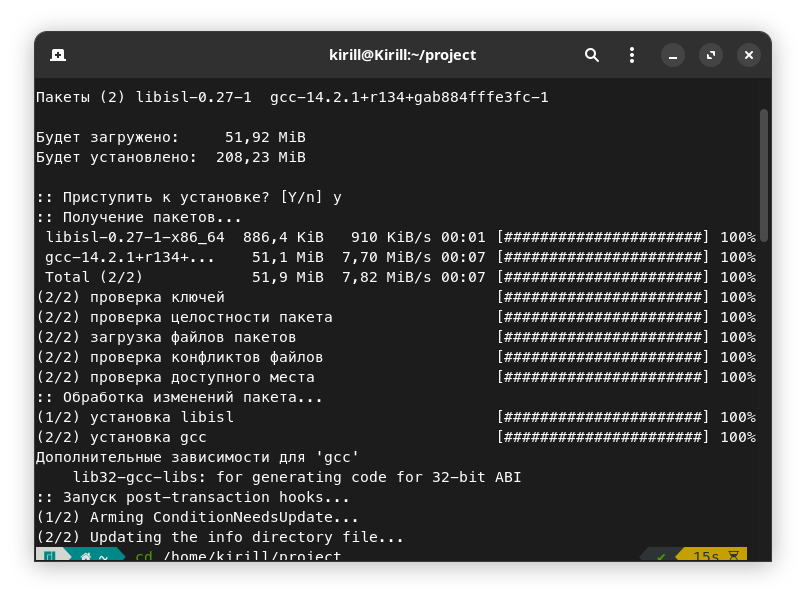 kirill@Kirill:~/project
Пакеты (2) libisl-0.27-1  gcc-14.2.1+r134+gab884fffe3fc-1
Будет загружено:     51,92 MiB
Будет установлено:  208,23 MiB
:: Приступить к установке? [Y/n] y
:: Получение пакетов...
 libisl-0.27-1-x86_64  886,4 KiB   910 KiB/s 00:01 [######################] 100%
 gcc-14.2.1+r134+...    51,1 MiB  7,70 MiB/s 00:07 [######################] 100%
 Total (2/2)            51,9 MiB  7,82 MiB/s 00:07 [######################] 100%
(2/2) проверка ключей                              [######################] 100%
(2/2) проверка целостности пакета                  [######################] 100%
(2/2) загрузка файлов пакетов                      [######################] 100%
(2/2) проверка конфликтов файлов                   [######################] 100%
(2/2) проверка доступного места                    [######################] 100%
:: Обработка изменений пакета...
(1/2) установка libisl                             [######################] 100%
(2/2) установка gcc                                [######################] 100%
Дополнительные зависимости для 'gcc'
    lib32-gcc-libs: for generating code for 32-bit ABI
:: Запуск post-transaction hooks...
(1/2) Arming ConditionNeedsUpdate...
(2/2) Updating the info directory file...
~ cd /home/kirill/project ✔ 15s